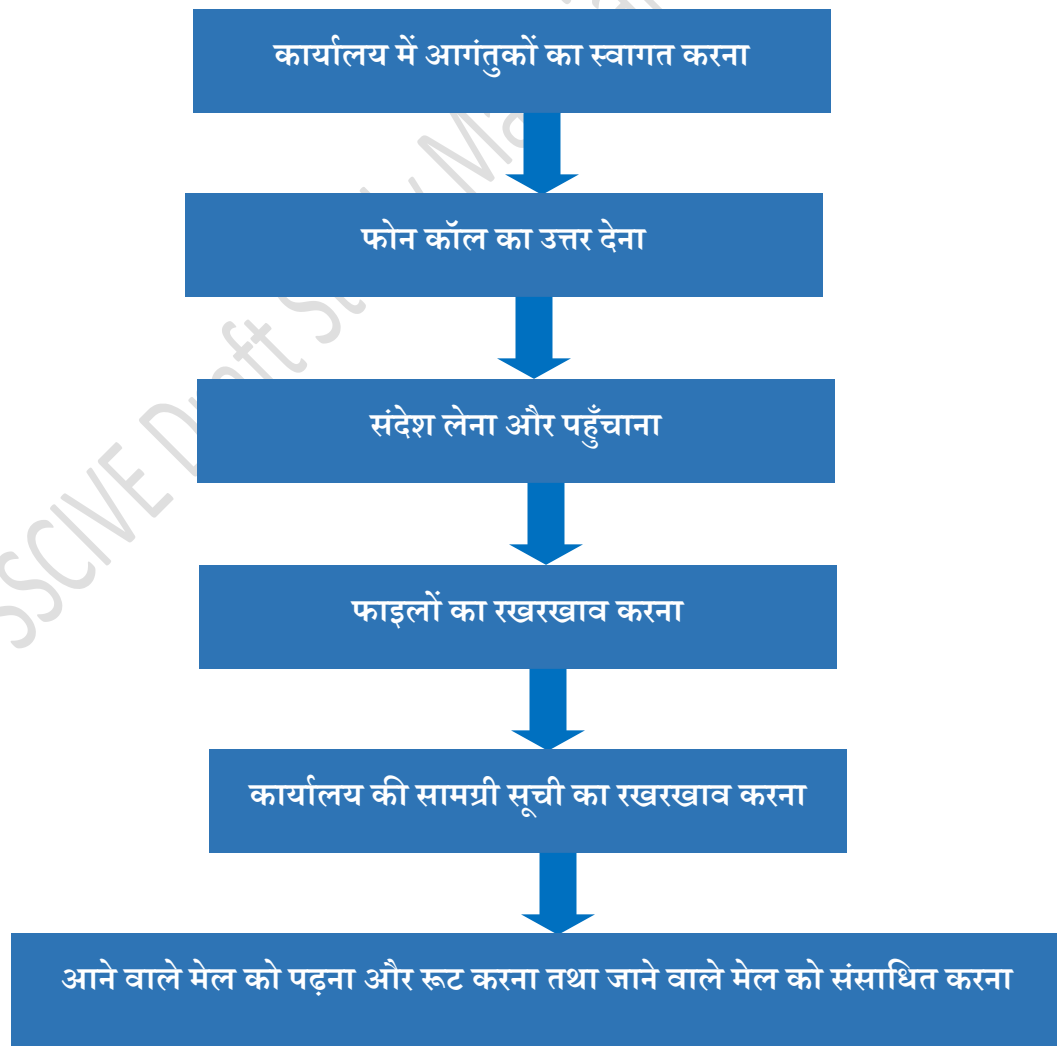 कार्यालय में आगंतुकों का स्वागत करना
फोन कॉल का उत्तर देना
संदेश लेना और पहुँचाना
फाइलों का रखरखाव करना
कार्यालय की सामग्री सूची का रखरखाव करना
आने वाले मेल को पढ़ना और रूट करना तथा जाने वाले मेल को संसाधित करना